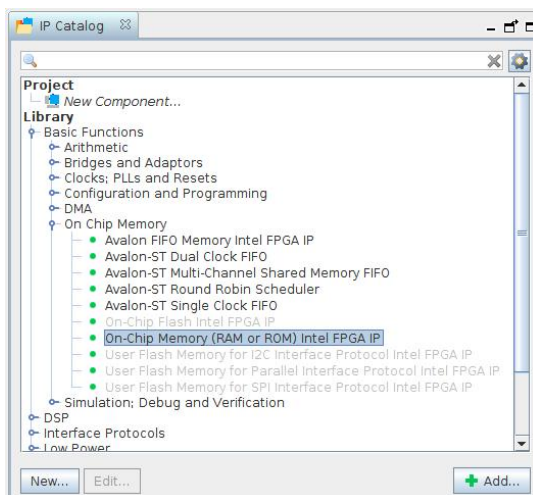 IP Catalog
Project
New Component...
Library
Basic Functions
Arithmetic
Bridges and Adaptors
Clocks; PLLs and Resets
Configuration and Programming
DMA
On Chip Memory
Avalon FIFO Memory Intel FPGA IP
Avalon-ST Dual Clock FIFO
Avalon-ST Multi-Channel Shared Memory FIFO
Avalon-ST Round Robin Scheduler
Avalon-ST Single Clock FIFO
On-Chip Flash Intel FPGA IP
On-Chip Memory (RAM or ROM) Intel FPGA IP
User Flash Memory for I2C Interface Protocol Intel FPGA IP
User Flash Memory for Parallel Interface Protocol Intel FPGA IP
User Flash Memory for SPI Interface Protocol Intel FPGA IP
Simulation; Debug and Verification
DSP
Interface Protocols
Low Power
New... Edit... Add...